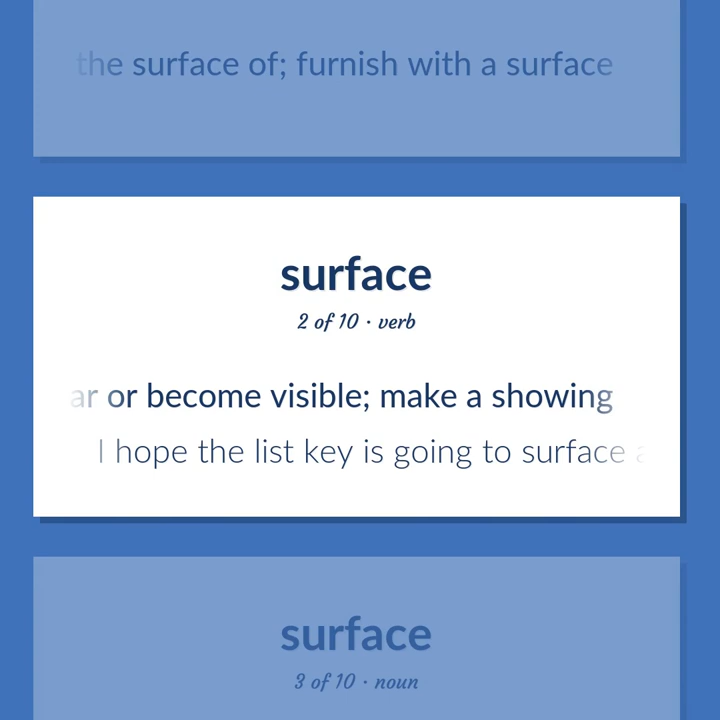 the surface of; furnish with a surface
surface
2 of 10 · verb
ar or become visible; make a showing
I hope the list key is going to surface a
surface
3 of 10 · noun